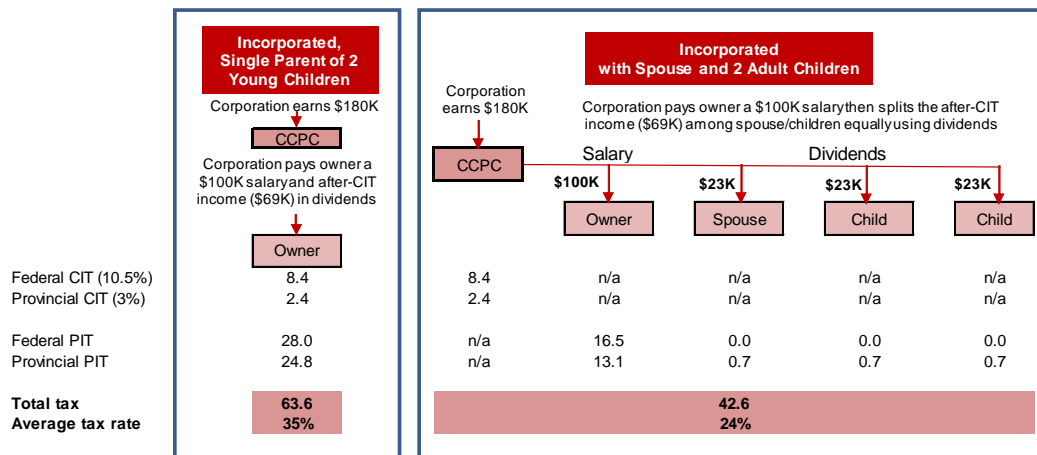 Incorporated,
Single Parent of 2
Young Children
Corporation earns $180K
CCPC
Corporation pays owner a
$100K salary and after-CIT
income ($69K) in dividends
Owner
Incorporated
with Spouse and 2 Adult Children
Corporation
earns $180K
Corporation pays owner a $100K salary then splits the after-CIT
income ($69K) among spouse/children equally using dividends
CCPC
Salary
Dividends
$100K
$23K
$23K
$23K
Owner
Spouse
Child
Child
Federal CIT (10.5%) 8.4 8.4 n/a n/a n/a n/a
Provincial CIT (3%) 2.4 2.4 n/a n/a n/a n/a
Federal PIT 28.0 n/a 16.5 0.0 0.0 0.0
Provincial PIT 24.8 n/a 13.1 0.7 0.7 0.7
Total tax 63.6 42.6
Average tax rate 35% 24%